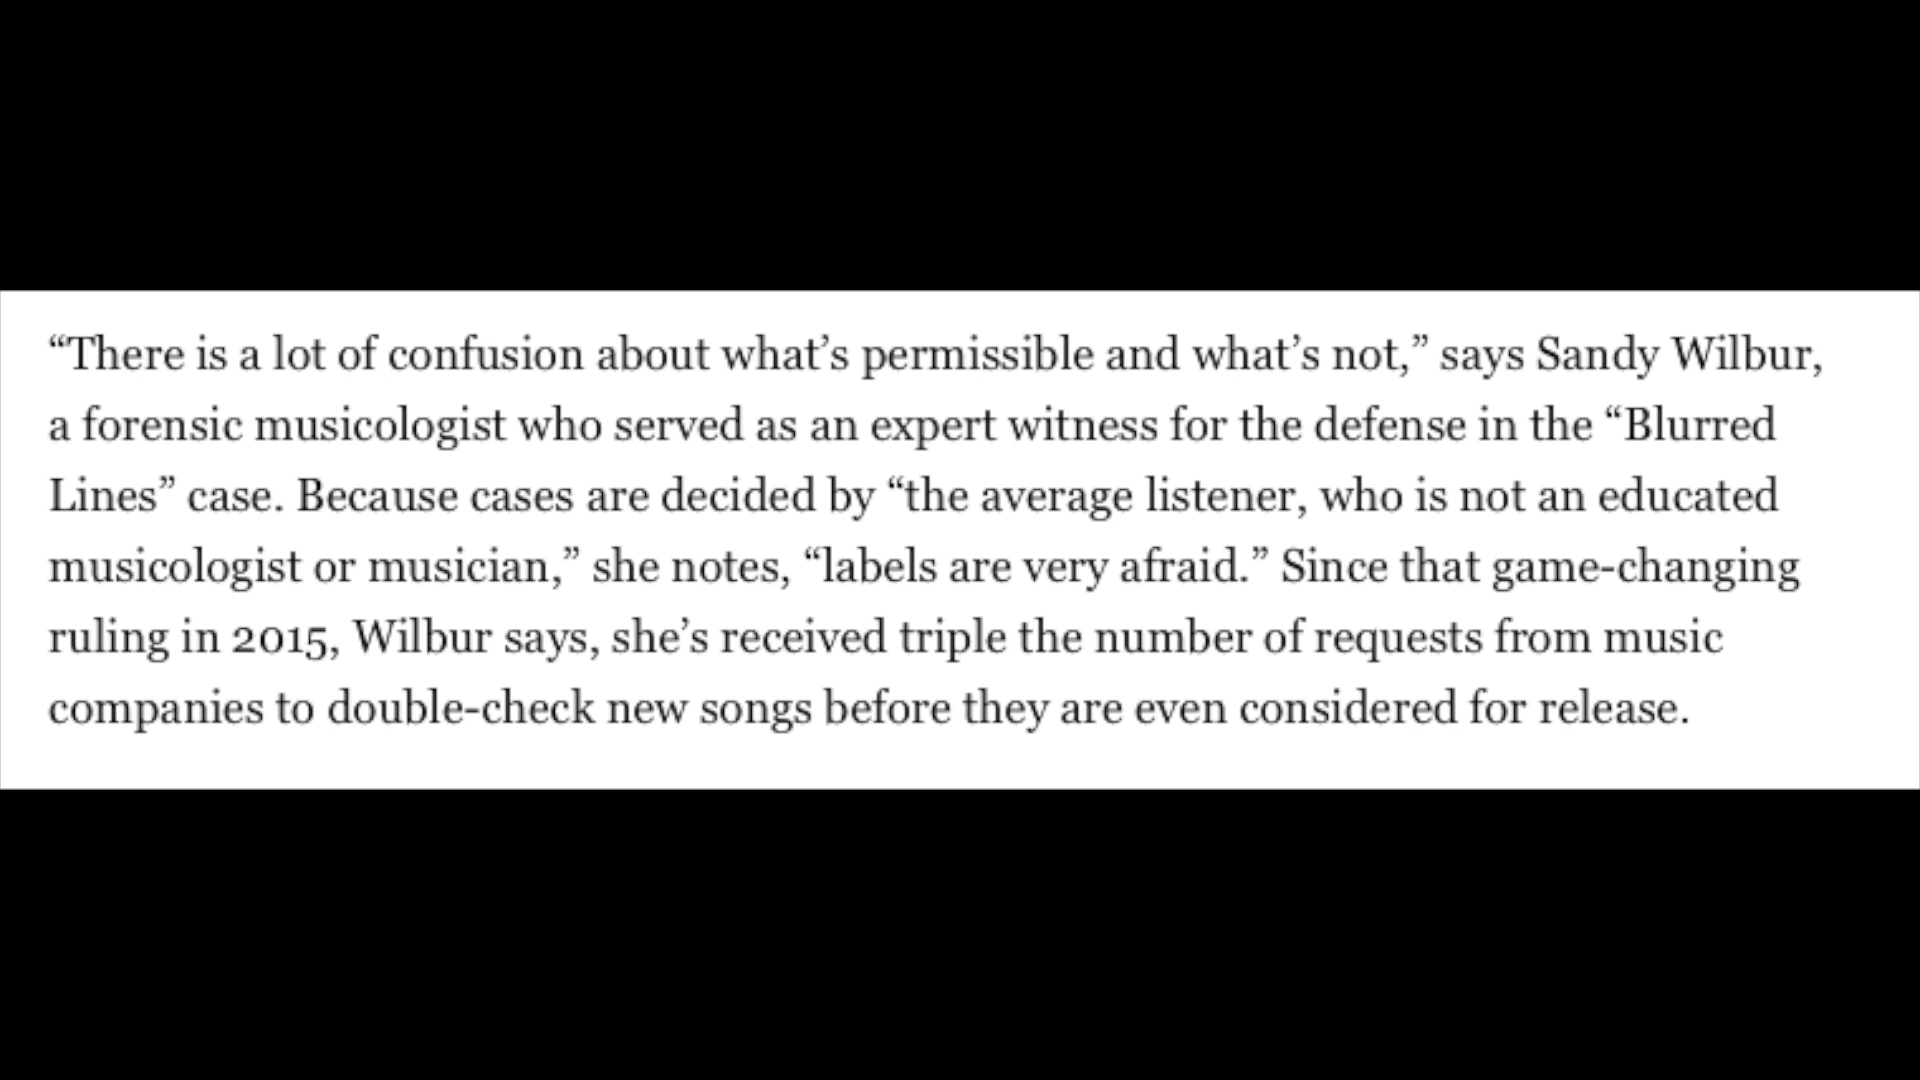 “There is a lot of confusion about what’s permissible and what’s not,” says Sandy Wilbur,
a forensic musicologist who served as an expert witness for the defense in the “Blurred
Lines” case. Because cases are decided by “the average listener, who is not an educated
musicologist or musician,” she notes, “labels are very afraid.” Since that game-changing
ruling in 2015, Wilbur says, she’s received triple the number of requests from music
companies to double-check new songs before they are even considered for release.